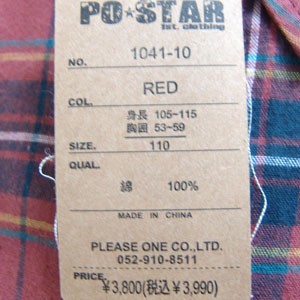 PO★STAR
1st. clothing
NO. 1041-10
COL. RED
身長 105~115
胸囲 53~59
SIZE. 110
QUAL.
綿 100%
MADE IN CHINA
PLEASE ONE CO.,LTD.
052-910-8511
PRICE.
¥3,800(税込¥3,990)